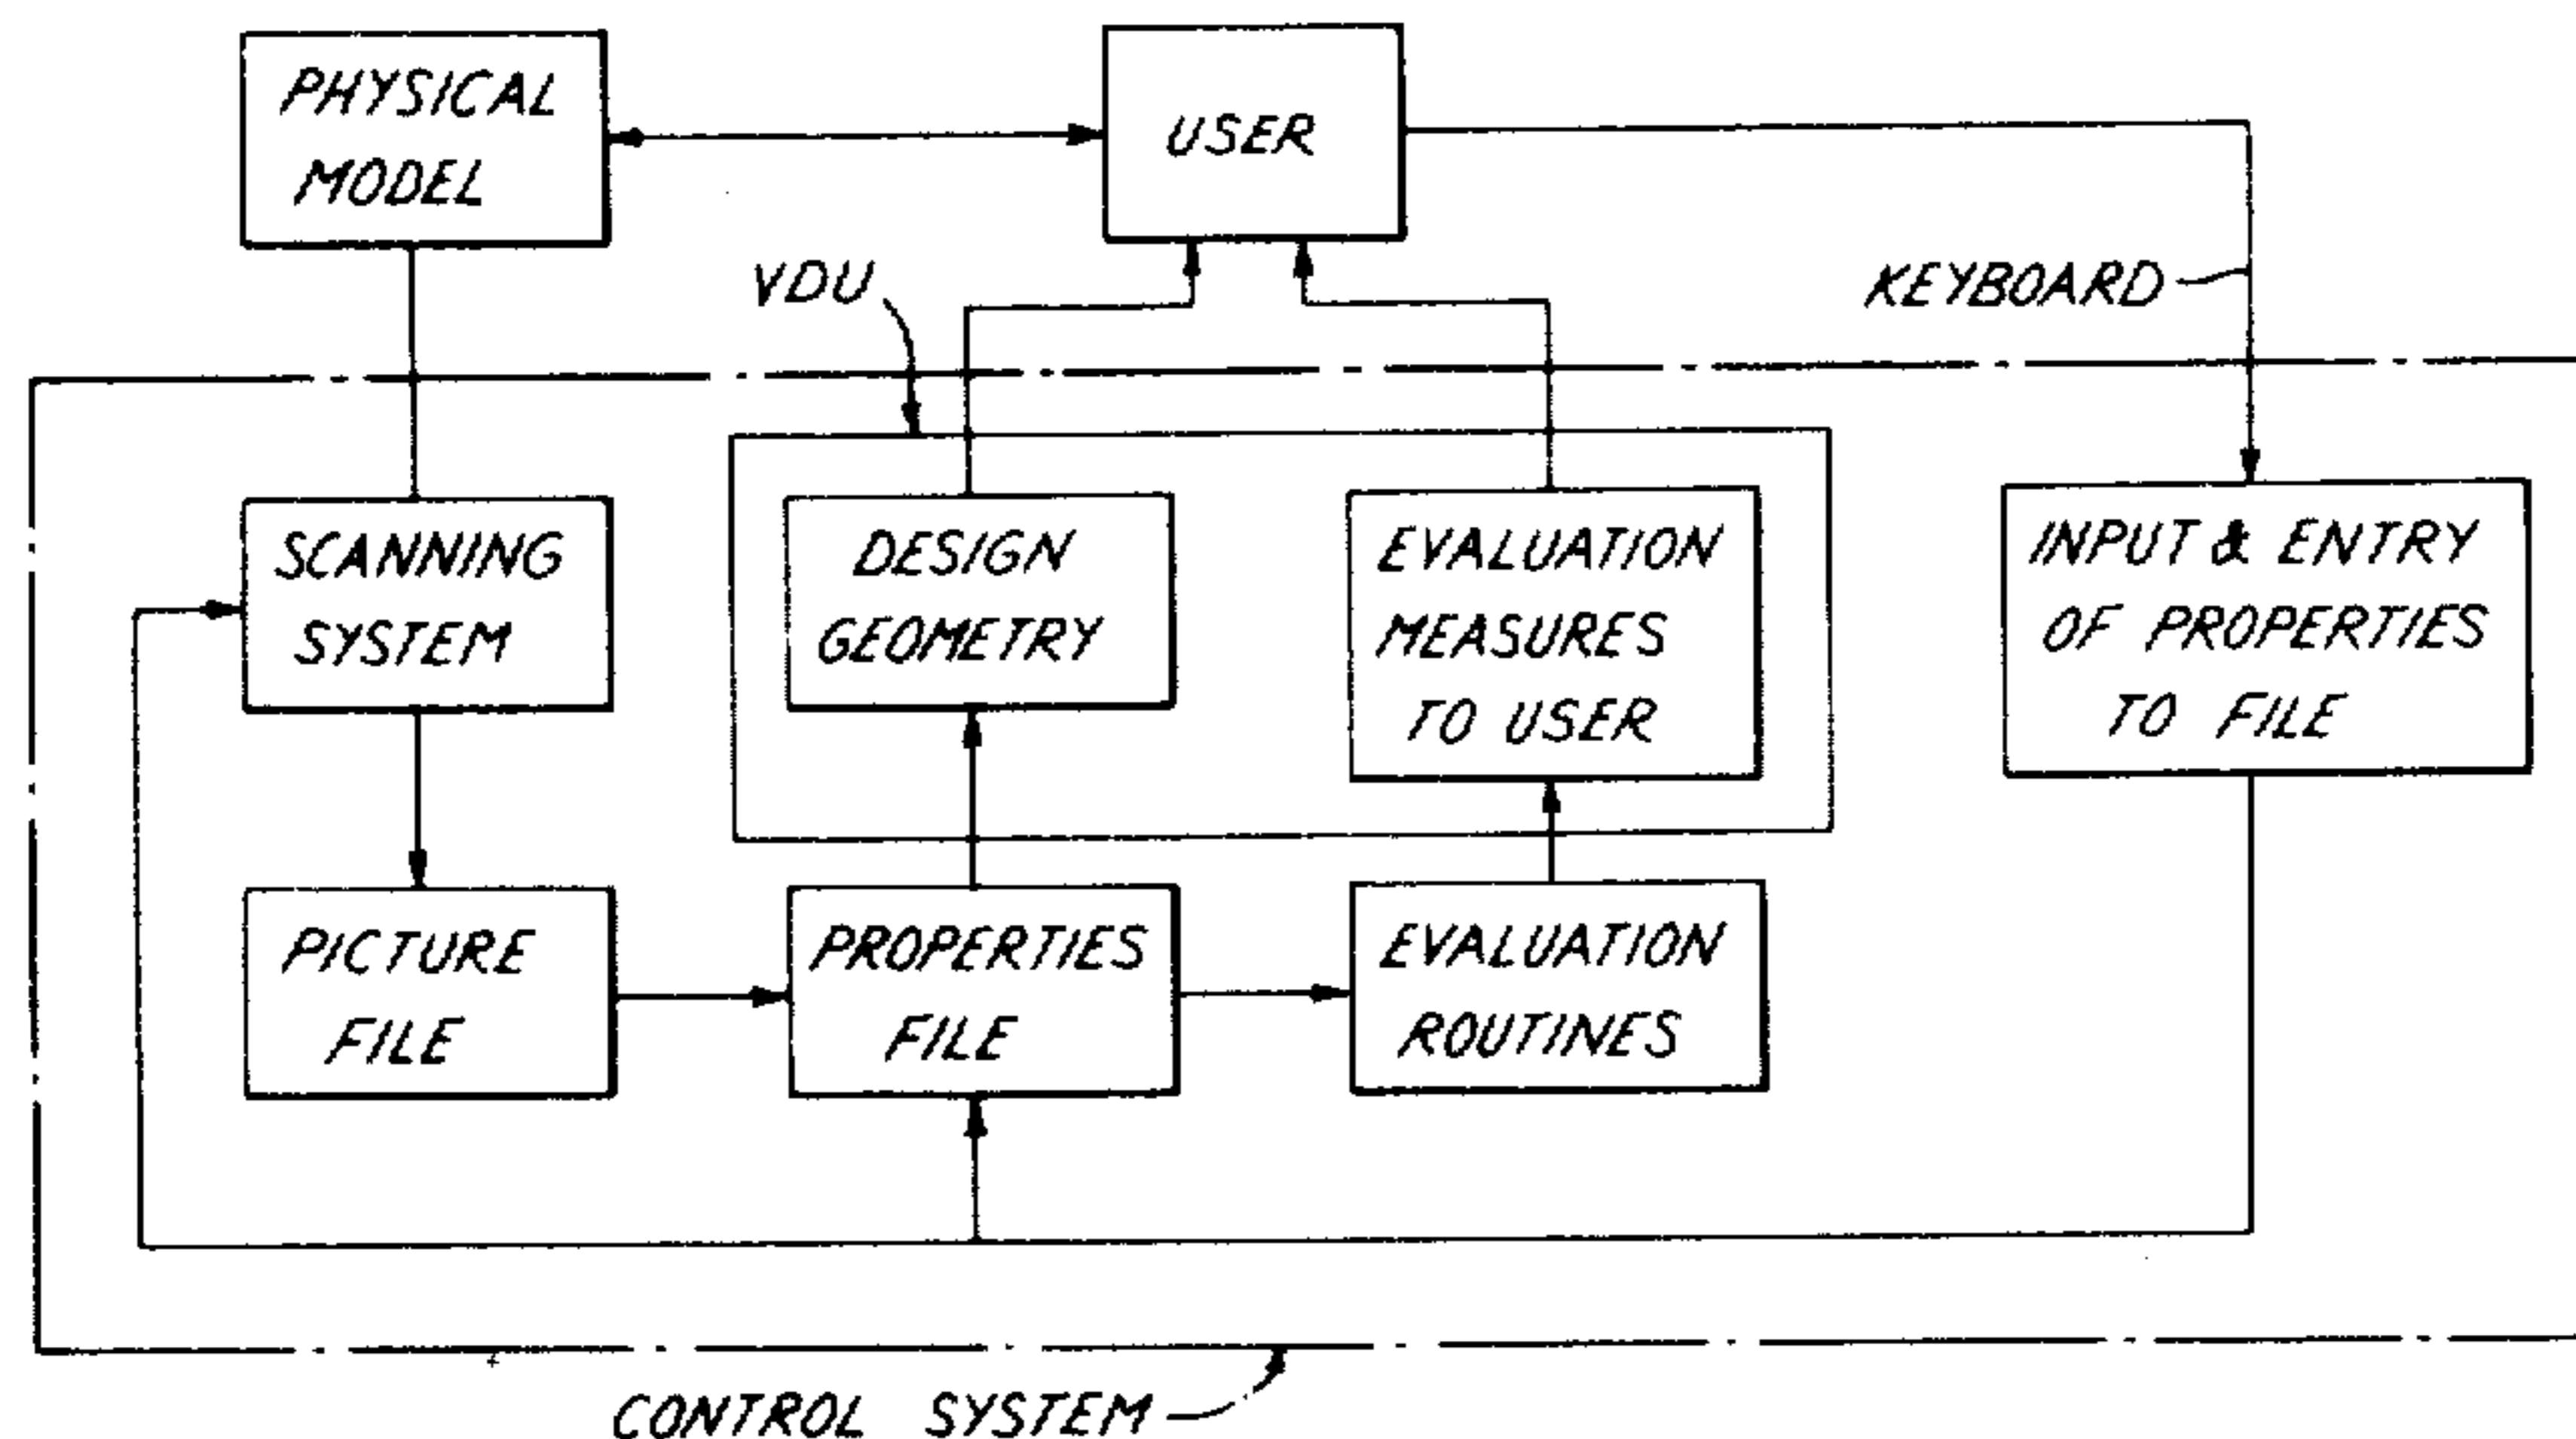 PHYSICAL
MODEL
USER
VDU
KEYBOARD
SCANNING
SYSTEM
DESIGN
GEOMETRY
EVALUATION
MEASURES
TO USER
INPUT & ENTRY
OF PROPERTIES
TO FILE
PICTURE
FILE
PROPERTIES
FILE
EVALUATION
ROUTINES
CONTROL SYSTEM